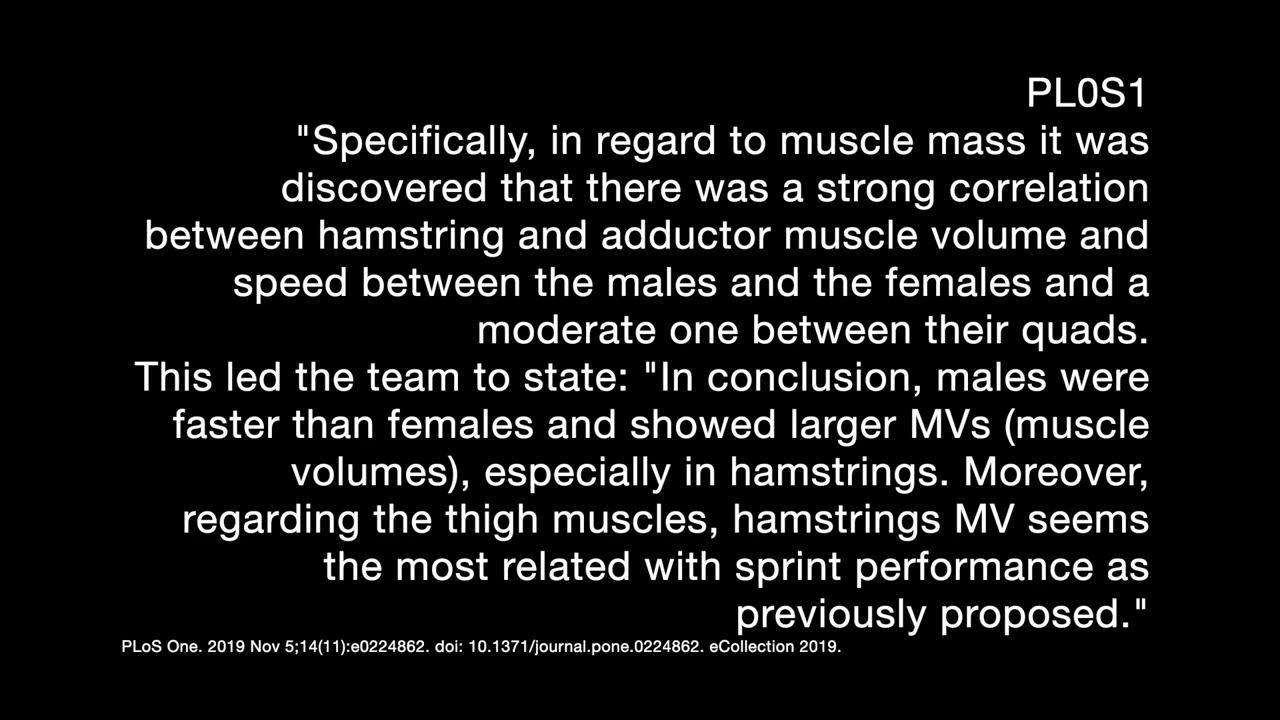 PL0S1
"Specifically, in regard to muscle mass it was
discovered that there was a strong correlation
between hamstring and adductor muscle volume and
speed between the males and the females and a
moderate one between their quads.
This led the team to state: "In conclusion, males were
faster than females and showed larger MVs (muscle
volumes), especially in hamstrings. Moreover,
regarding the thigh muscles, hamstrings MV seems
the most related with sprint performance as
previously proposed."
PLoS One. 2019 Nov 5;14(11):e0224862. doi: 10.1371/journal.pone.0224862. eCollection 2019.